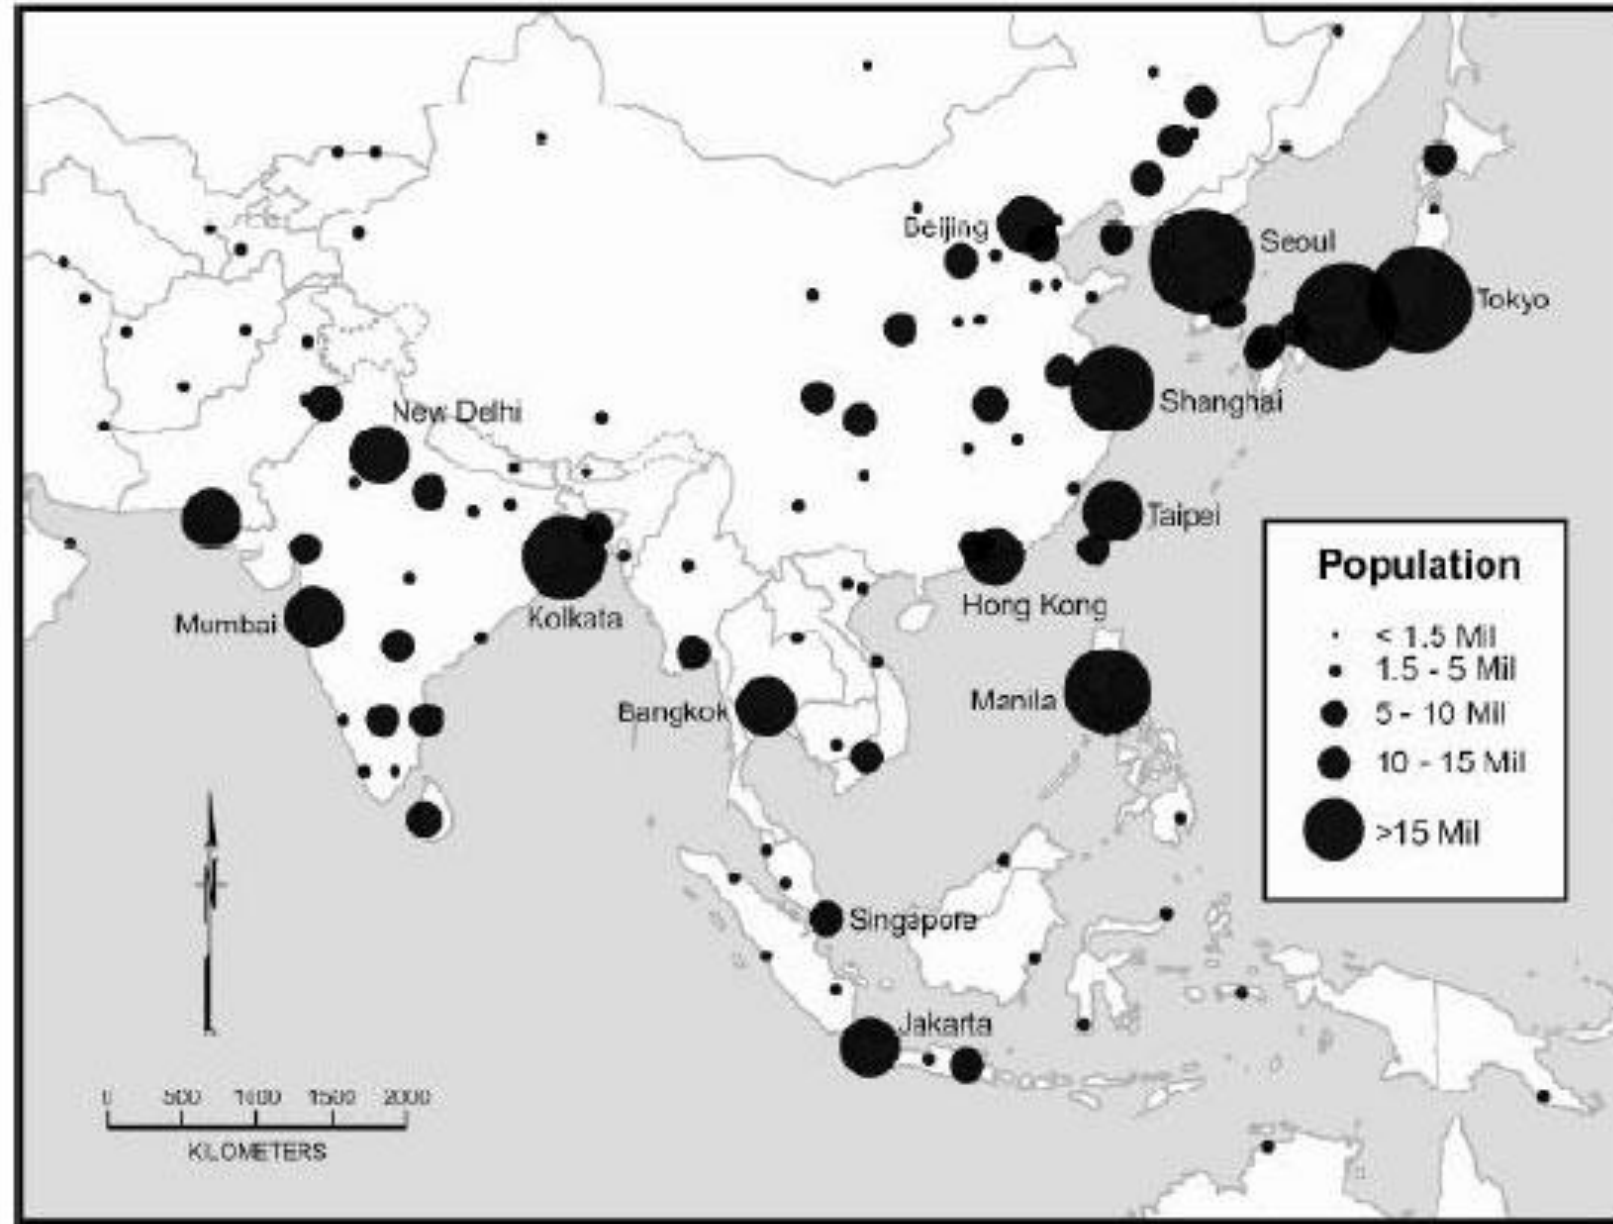 Beijing
Seoul
Tokyo
Shanghai
New Delhi
Taipei
Hong Kong
Kolkata
Mumbai
Manila
Bangkok
Singapore
Jakarta
Population
< 1.5 Mil
1.5 - 5 Mil
5 - 10 Mil
10 - 15 Mil
>15 Mil
0 500 1000 1500 2000
KILOMETERS